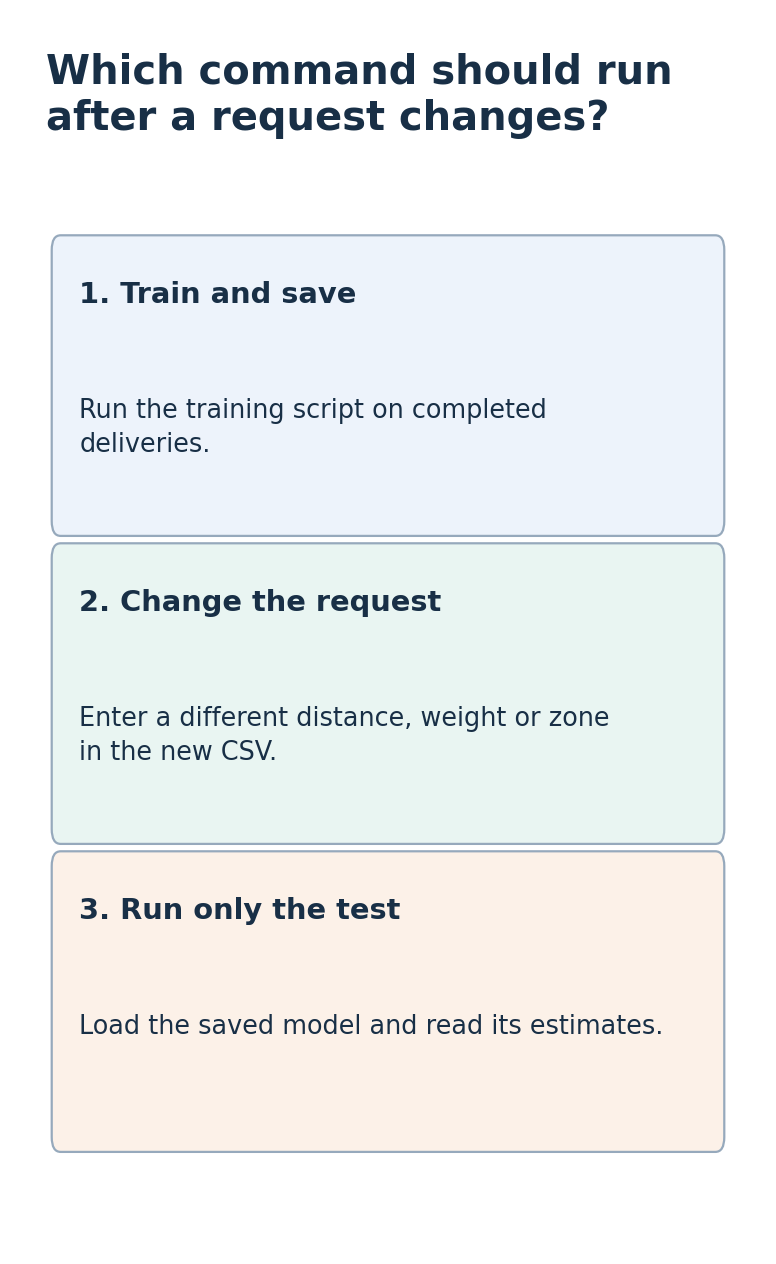 Which command should run
after a request changes?
1. Train and save
Run the training script on completed
deliveries.
2. Change the request
Enter a different distance, weight or zone
in the new CSV.
3. Run only the test
Load the saved model and read its estimates.